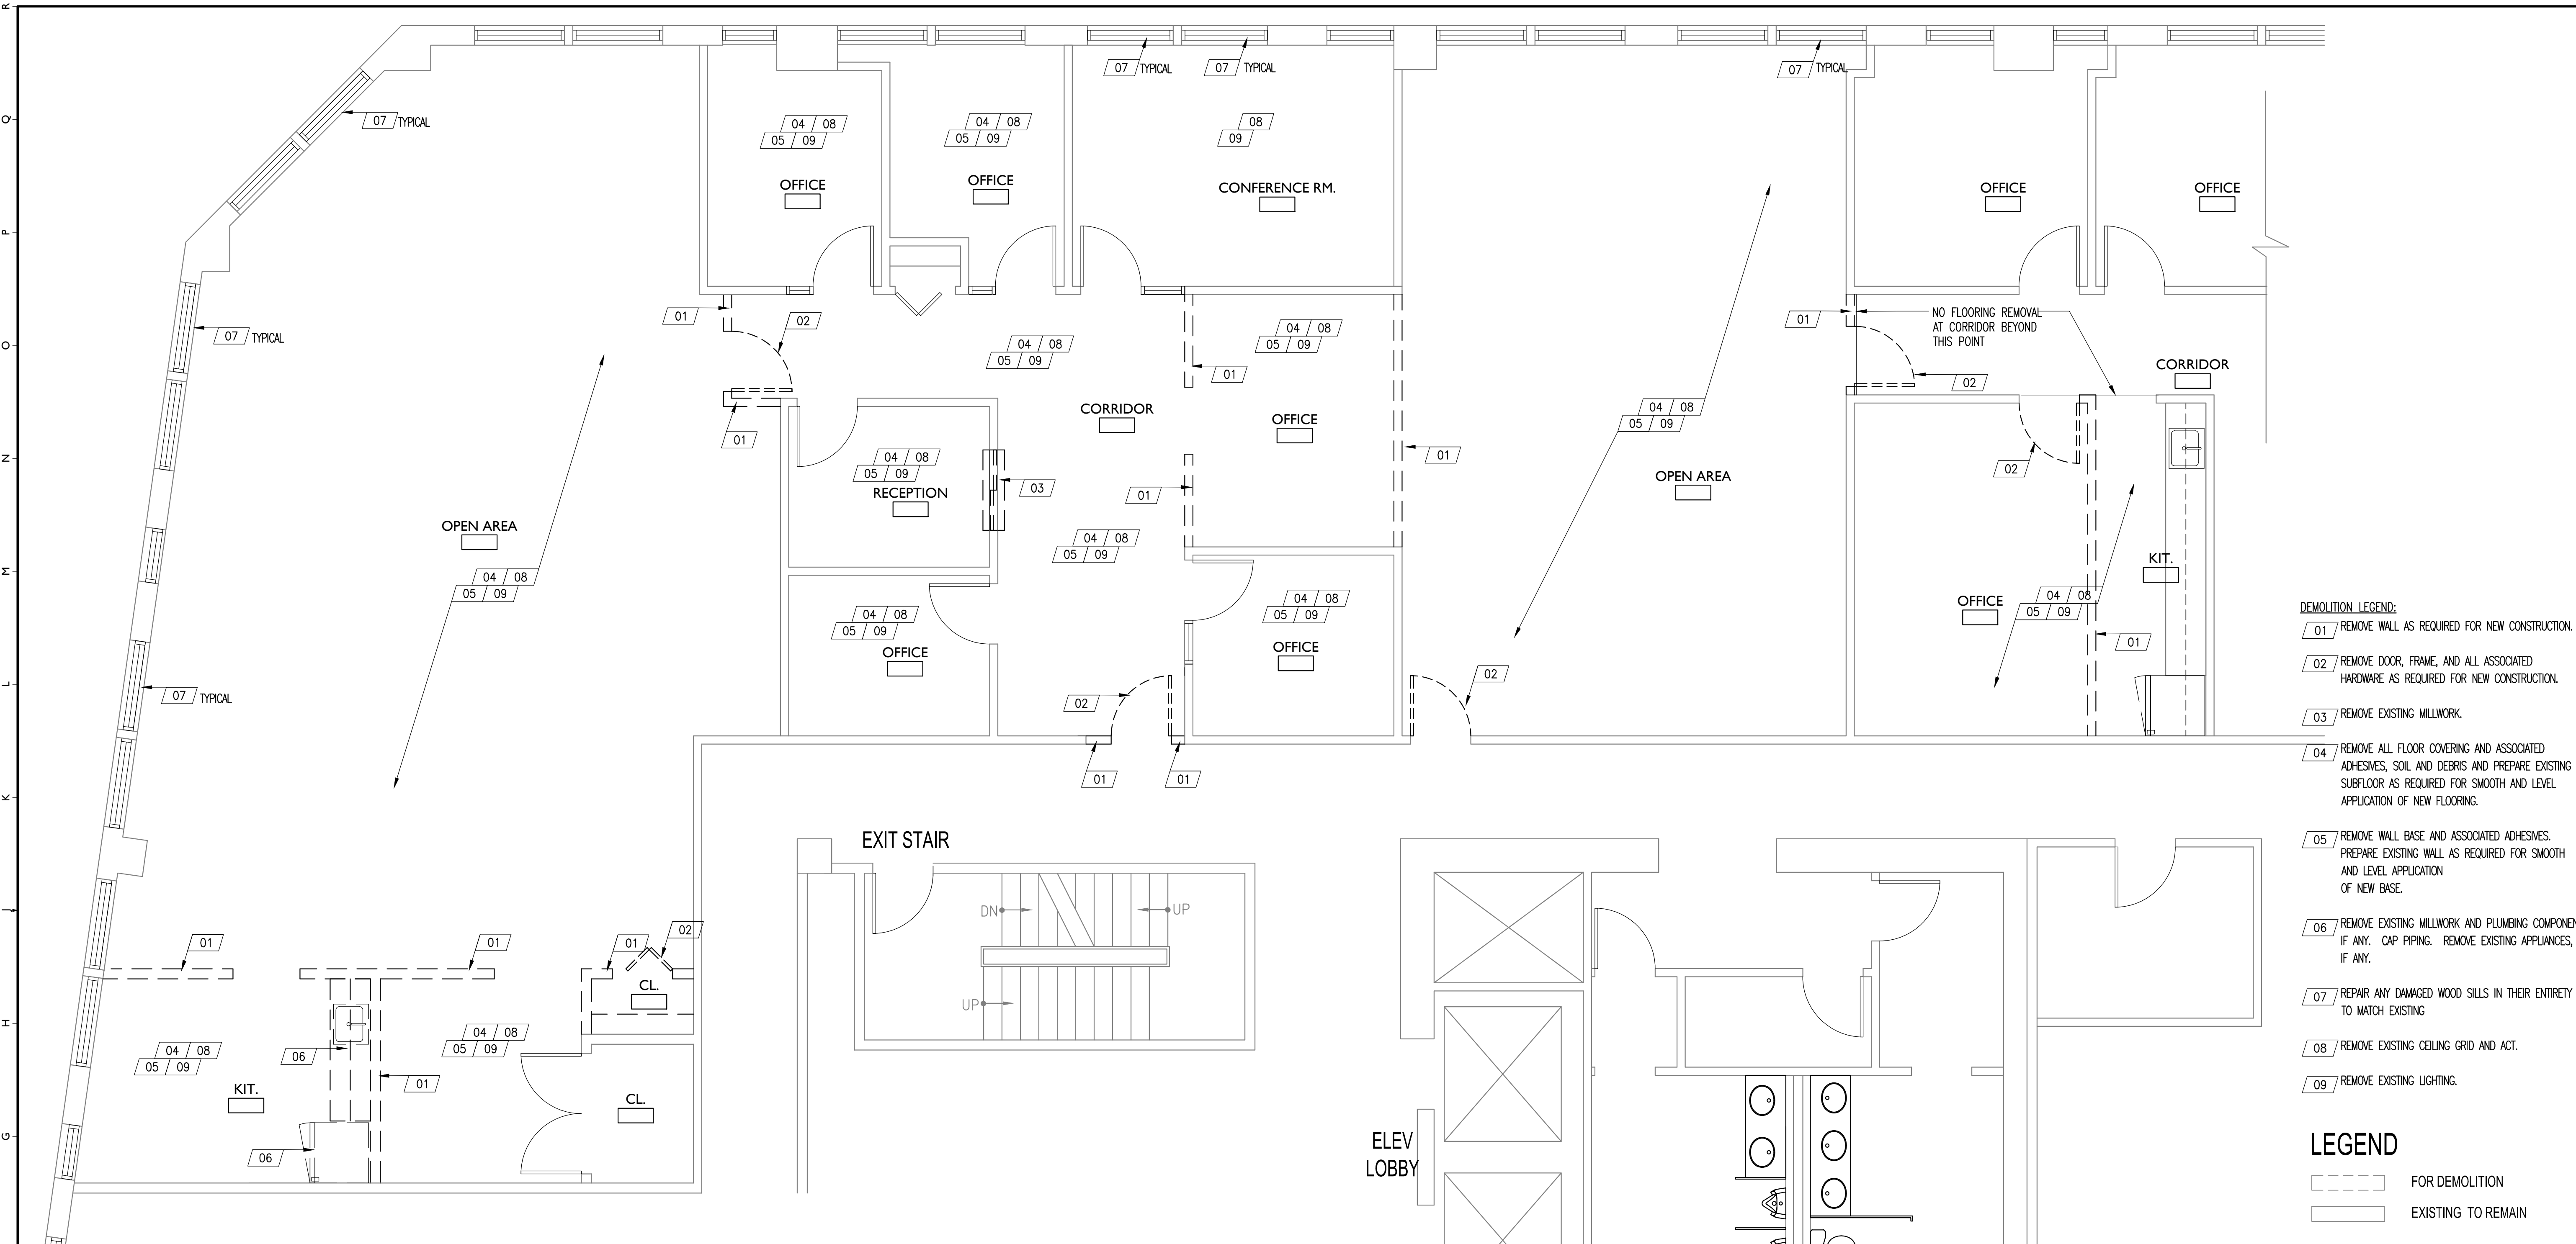 R
Q
P
O
N
M
L
K
J
H
G
07 TYPICAL
07 TYPICAL
07 TYPICAL
07 TYPICAL
04 08
05 09
OFFICE
04 08
05 09
OFFICE
08
09
CONFERENCE RM.
OFFICE
OFFICE
01
02
07 TYPICAL
04 08
05 09
04 08
05 09
01
01
NO FLOORING REMOVAL
AT CORRIDOR BEYOND
THIS POINT
CORRIDOR
02
01
CORRIDOR
OFFICE
04 08
05 09
RECEPTION
03
01
01
04 08
05 09
OPEN AREA
02
OPEN AREA
04 08
05 09
04 08
05 09
KIT.
04 08
05 09
OFFICE
01
04 08
05 09
OFFICE
04 08
05 09
OFFICE
07 TYPICAL
02
02
01
01
EXIT STAIR
DN
UP
UP
01
01
01
02
CL.
04 08
05 09
06
04 08
05 09
KIT.
01
CL.
06
ELEV
LOBBY
DEMOLITION LEGEND:
01 REMOVE WALL AS REQUIRED FOR NEW CONSTRUCTION.
02 REMOVE DOOR, FRAME, AND ALL ASSOCIATED
HARDWARE AS REQUIRED FOR NEW CONSTRUCTION.
03 REMOVE EXISTING MILLWORK.
04 REMOVE ALL FLOOR COVERING AND ASSOCIATED
ADHESIVES, SOIL AND DEBRIS AND PREPARE EXISTING
SUBFLOOR AS REQUIRED FOR SMOOTH AND LEVEL
APPLICATION OF NEW FLOORING.
05 REMOVE WALL BASE AND ASSOCIATED ADHESIVES.
PREPARE EXISTING WALL AS REQUIRED FOR SMOOTH
AND LEVEL APPLICATION
OF NEW BASE.
06 REMOVE EXISTING MILLWORK AND PLUMBING COMPONEN
IF ANY. CAP PIPING. REMOVE EXISTING APPLIANCES,
IF ANY.
07 REPAIR ANY DAMAGED WOOD SILLS IN THEIR ENTIRETY
TO MATCH EXISTING
08 REMOVE EXISTING CEILING GRID AND ACT.
09 REMOVE EXISTING LIGHTING.
LEGEND
FOR DEMOLITION
EXISTING TO REMAIN